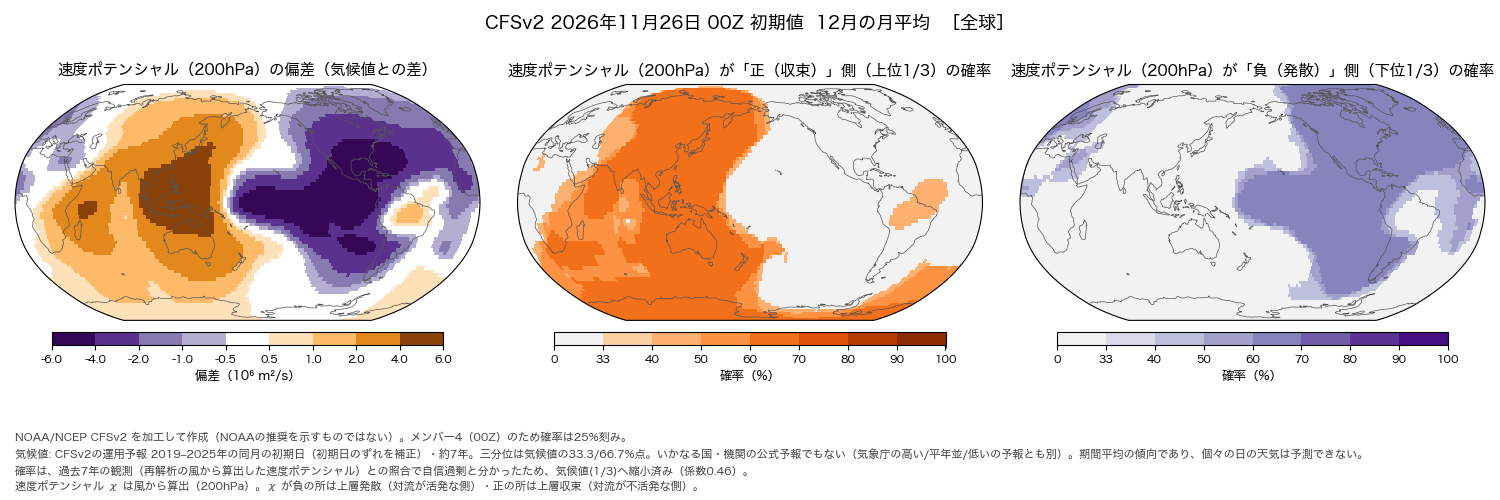 CFSv2 2026年11月26日 00Z 初期値  12月の月平均  ［全球］
速度ポテンシャル（200hPa）の偏差（気候値との差）
速度ポテンシャル（200hPa）が「正（収束）」側（上位1/3）の確率
速度ポテンシャル（200hPa）が「負（発散）」側（下位1/3）の確率
-6.0 -4.0 -2.0 -1.0 -0.5 0.5 1.0 2.0 4.0 6.0
偏差（10⁶ m²/s）
0 33 40 50 60 70 80 90 100
確率（%）
0 33 40 50 60 70 80 90 100
確率（%）
NOAA/NCEP CFSv2 を加工して作成（NOAAの推奨を示すものではない）。メンバー4（00Z）のため確率は25%刻み。
気候値: CFSv2の運用予報 2019–2025年の同月の初期日（初期日のずれを補正）・約7年。三分位は気候値の33.3/66.7%点。いかなる国・機関の公式予報でもない（気象庁の高い/平年並/低いの予報とも別）。期間平均の傾向であり、個々の日の天気は予測できない。
確率は、過去7年の観測（再解析の風から算出した速度ポテンシャル）との照合で自信過剰と分かったため、気候値(1/3)へ縮小済み（係数0.46）。
速度ポテンシャル χ は風から算出（200hPa）。χ が負の所は上層発散（対流が活発な側）・正の所は上層収束（対流が不活発な側）。